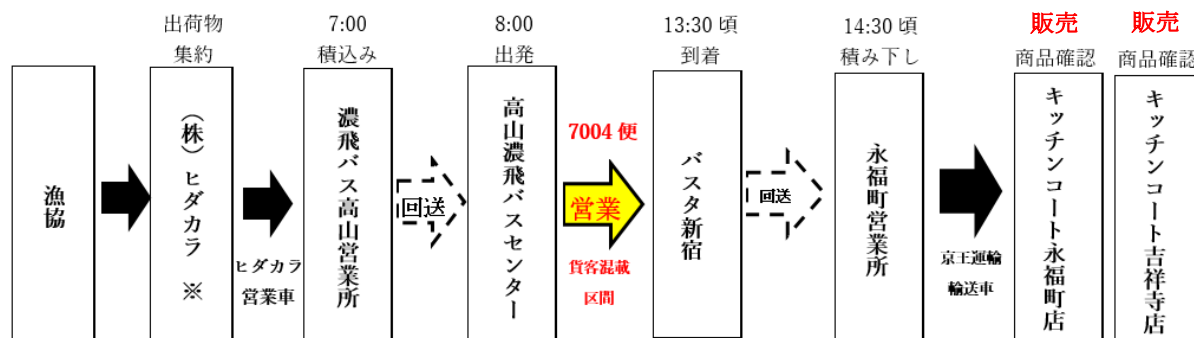 出荷物
集約
7:00
積込み
8:00
出発
13:30 頃
到着
14:30 頃
積み下し
販売
商品確認
販売
商品確認
漁協
(株)ヒダカラ ※
ヒダカラ
営業車
濃飛バス高山営業所
回送
高山濃飛バスセンター
7004 便
営業
貨客混載
区間
バスタ新宿
回送
永福町営業所
京王運輸
輸送車
キッチンコート永福町店
キッチンコート吉祥寺店